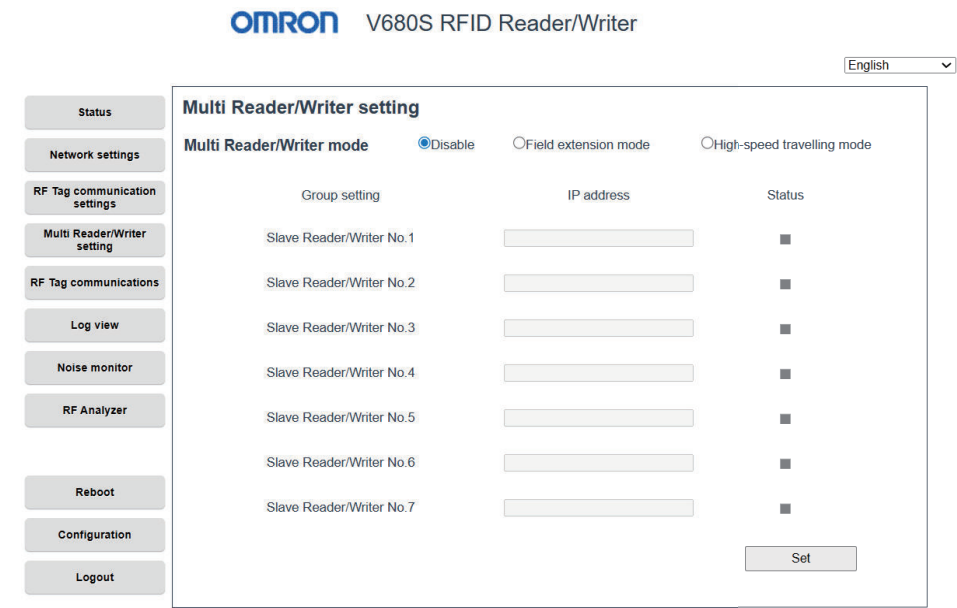 OMRON V680S RFID Reader/Writer
English
Status
Network settings
RF Tag communication
settings
Multi Reader/Writer
setting
RF Tag communications
Log view
Noise monitor
RF Analyzer
Reboot
Configuration
Logout
Multi Reader/Writer setting
Multi Reader/Writer mode Disable Field extension mode High-speed travelling mode
Group setting IP address Status
Slave Reader/Writer No.1
Slave Reader/Writer No.2
Slave Reader/Writer No.3
Slave Reader/Writer No.4
Slave Reader/Writer No.5
Slave Reader/Writer No.6
Slave Reader/Writer No.7
Set